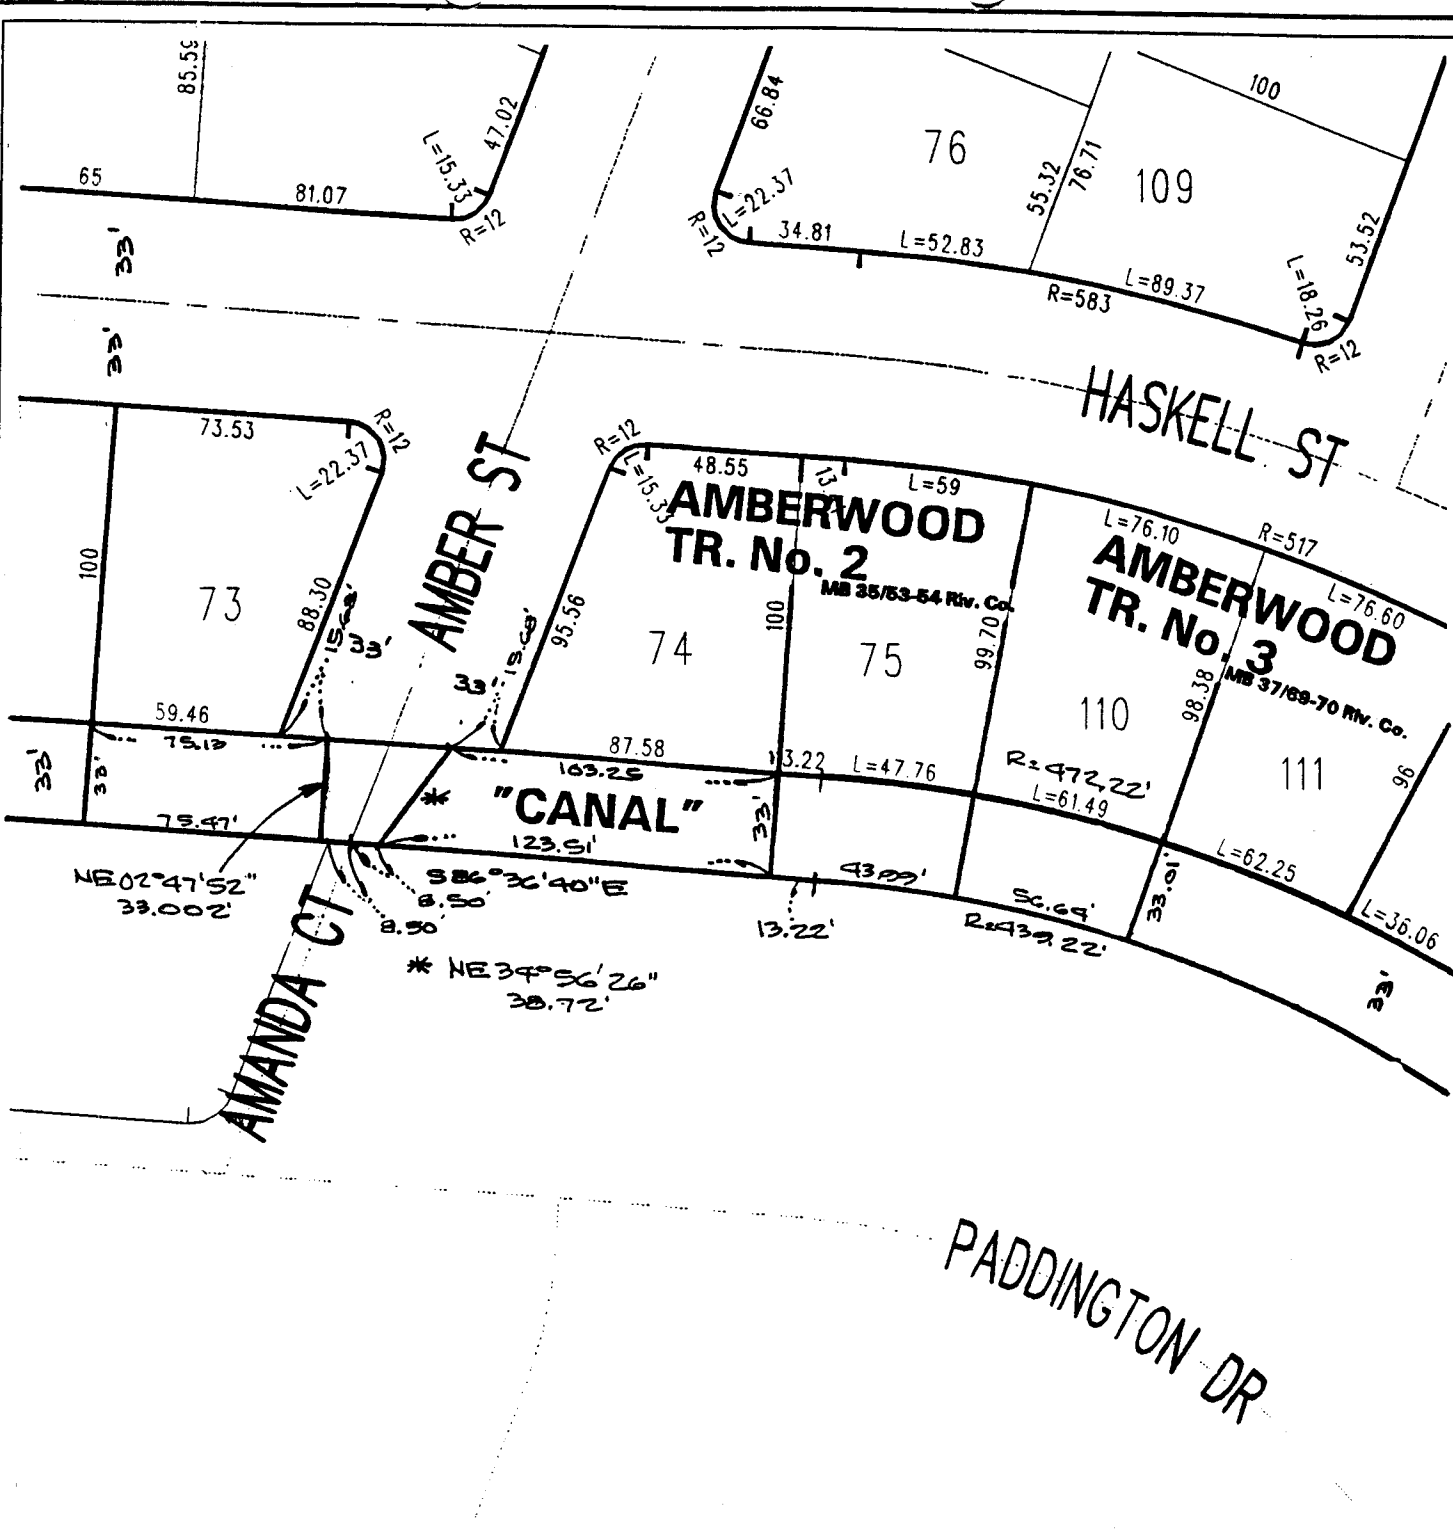 85.59
47.02
L=15.33
65
81.07
R=12
66.84
76
55.32
76.71
100
109
L=22.37
R=12
34.81
L=52.83
53.52
L=18.26
L=89.37
R=583
R=12
33'
33'
HASKELL ST
73.53
R=12
L=22.37
R=12
L=15.33
48.55
L=59
AMBER ST
AMBERWOOD
TR. No. 2
MB 35/53-54 Riv. Co.
L=76.10
R=517
AMBERWOOD
TR. No. 3
MB 37/69-70 Riv. Co.
L=76.60
100
73
88.30
15.68'
33'
33'
15.68'
95.56
74
100
75
99.70
110
98.38
111
96
59.46
75.13
87.58
103.25
13.22
L=47.76
R=472.22'
L=61.49
L=62.25
L=36.06
33'
33'
"CANAL"
*
33'
75.47'
123.51'
S86°36'40"E
8.50'
8.50'
NE02°47'52"
33.002'
43.99'
13.22'
56.64'
R=439.22'
33.01'
33'
* NE34°56'26"
38.72'
AMANDA CT
PADDINGTON DR